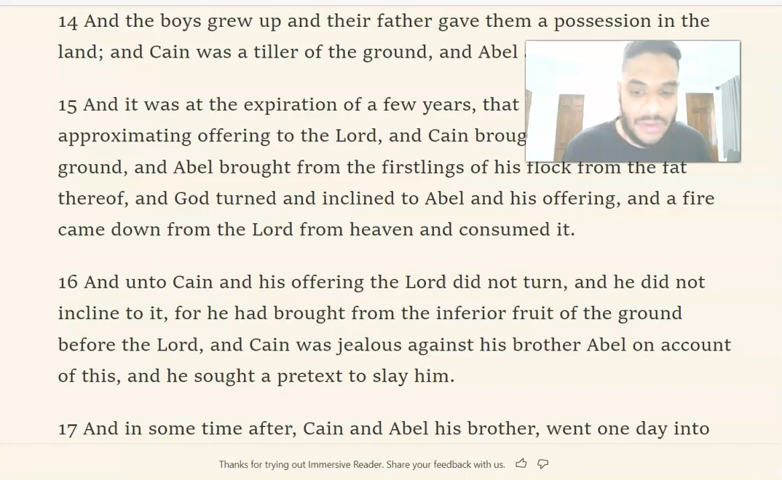 14 And the boys grew up and their father gave them a possession in the
land; and Cain was a tiller of the ground, and Abel
15 And it was at the expiration of a few years, that
approximating offering to the Lord, and Cain
ground, and Abel brought from the firstlings of his flock from the fat
thereof, and God turned and inclined to Abel and his offering, and a fire
came down from the Lord from heaven and consumed it.
16 And unto Cain and his offering the Lord did not turn, and he did not
incline to it, for he had brought from the inferior fruit of the ground
before the Lord, and Cain was jealous against his brother Abel on account
of this, and he sought a pretext to slay him.
17 And in some time after, Cain and Abel his brother, went one day into
Thanks for trying out Immersive Reader. Share your feedback with us.